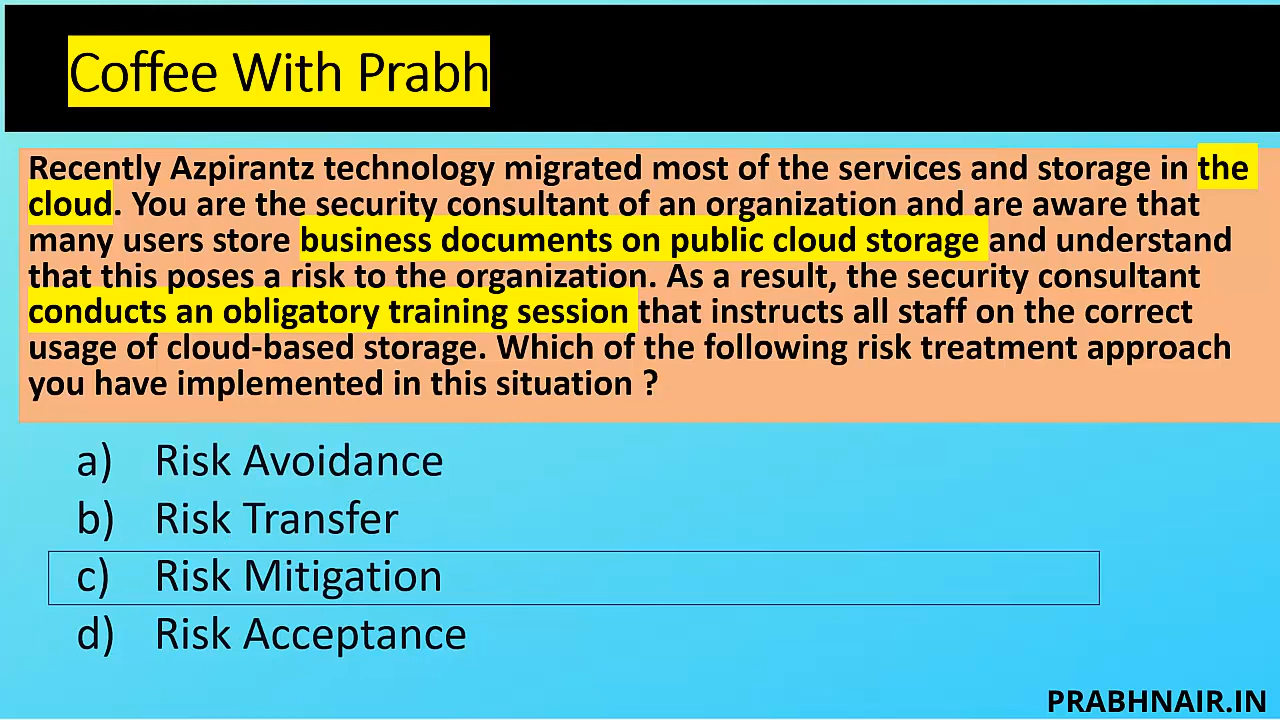 Coffee With Prabh
Recently Azpirantz technology migrated most of the services and storage in the
cloud. You are the security consultant of an organization and are aware that
many users store business documents on public cloud storage and understand
that this poses a risk to the organization. As a result, the security consultant
conducts an obligatory training session that instructs all staff on the correct
usage of cloud-based storage. Which of the following risk treatment approach
you have implemented in this situation ?
a) Risk Avoidance
b) Risk Transfer
c) Risk Mitigation
d) Risk Acceptance
PRABHNAIR.IN